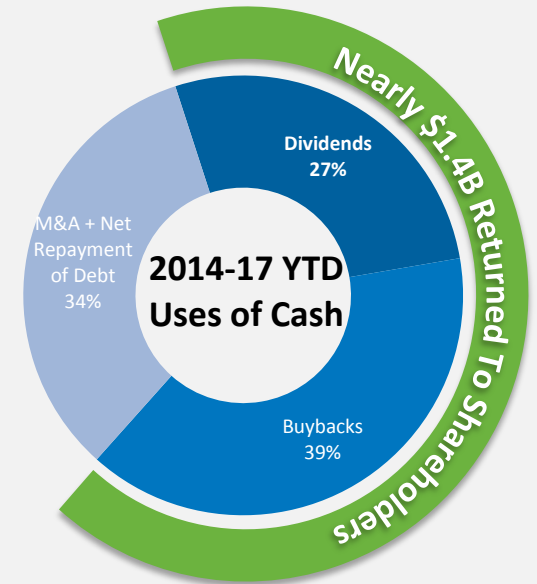 Nearly $1.4B Returned To Shareholders
Dividends
27%
M&A + Net
Repayment
of Debt
34%
2014-17 YTD
Uses of Cash
Buybacks
39%